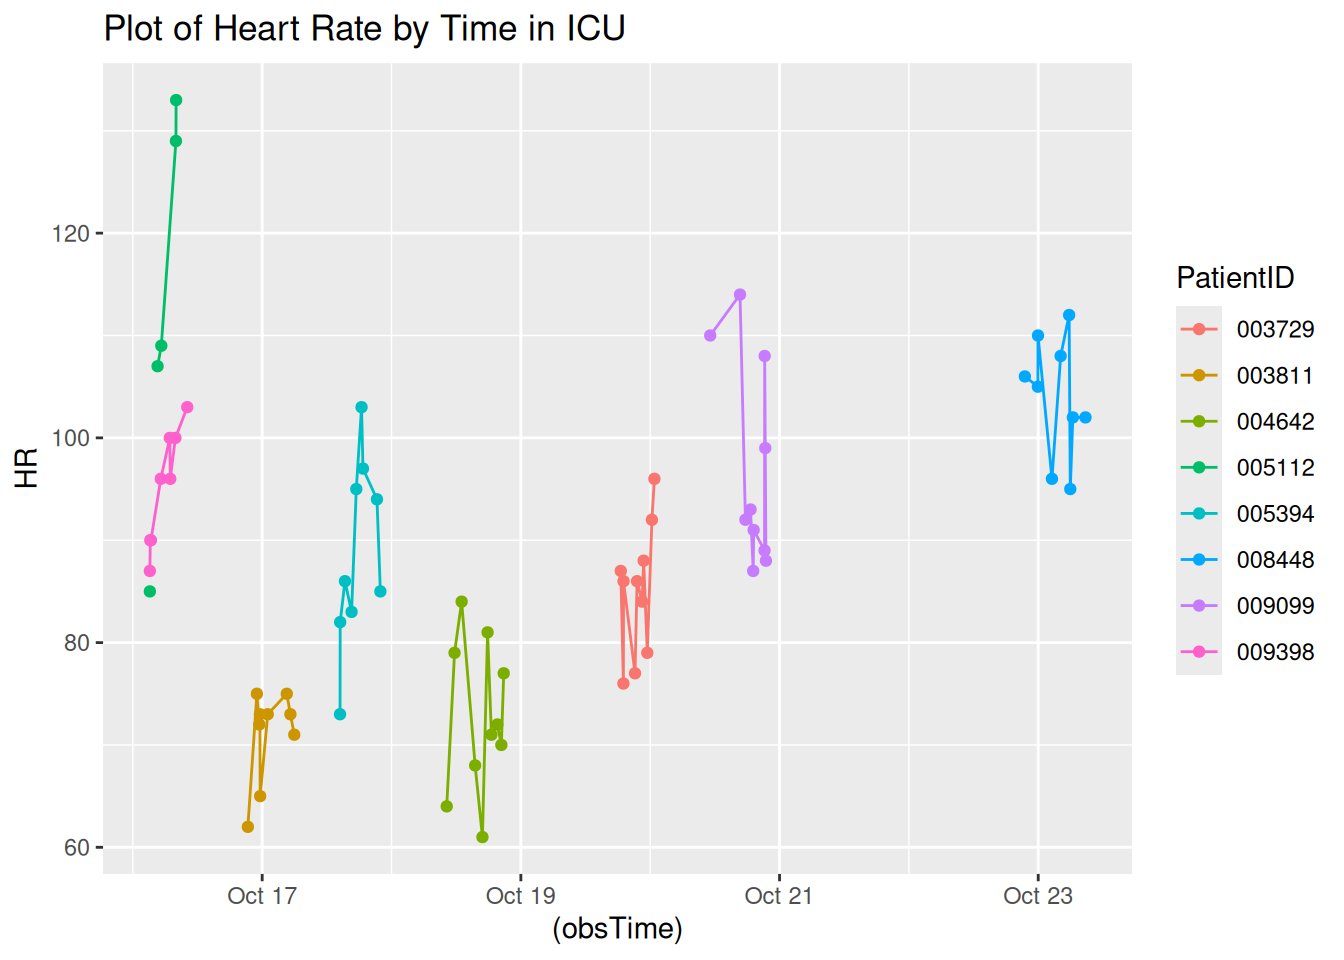 Plot of Heart Rate by Time in ICU
HR
120
100
80
60
Oct 17
Oct 19
Oct 21
Oct 23
(obsTime)
PatientID
003729
003811
004642
005112
005394
008448
009099
009398